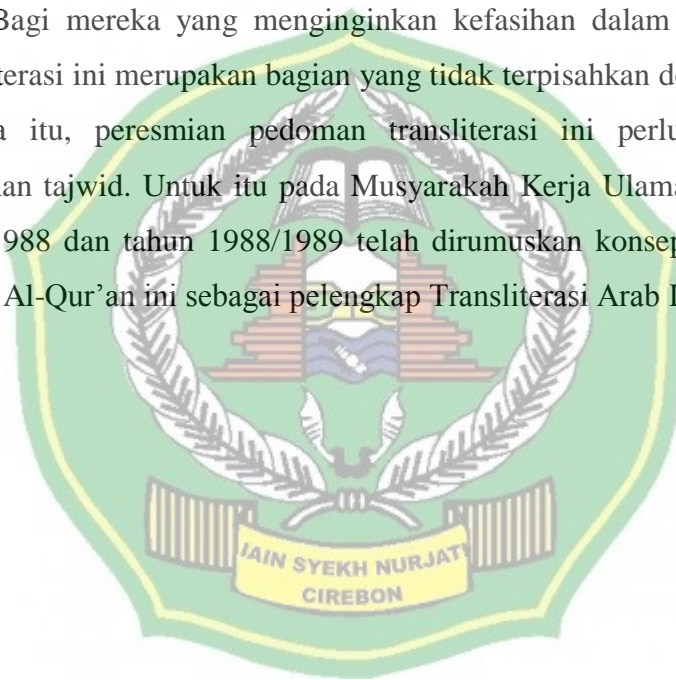 Bagi mereka yang menginginkan kefasihan dalam
terasi ini merupakan bagian yang tidak terpisahkan de
a itu, peresmian pedoman transliterasi ini perlu
an tajwid. Untuk itu pada Musyarakah Kerja Ulama
988 dan tahun 1988/1989 telah dirumuskan konsep
Al-Qur’an ini sebagai pelengkap Transliterasi Arab
IAIN SYEKH NURJATI
CIREBON